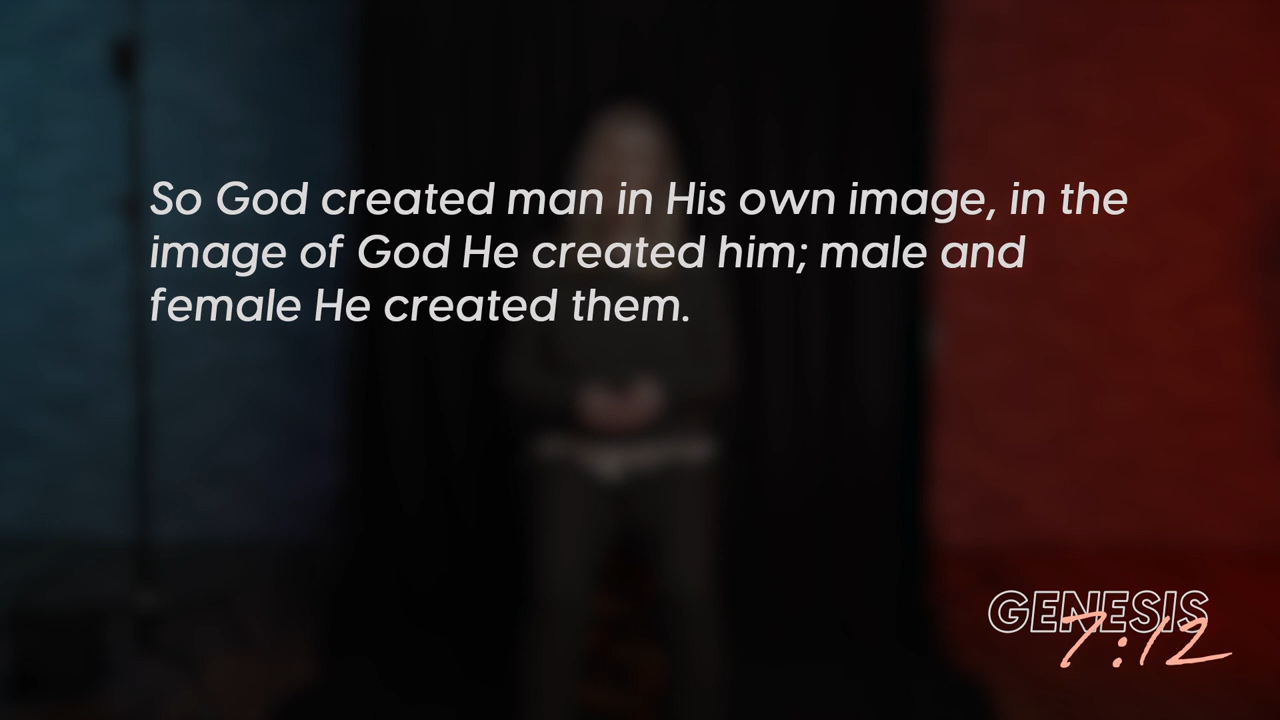 So God created man in His own image, in the
image of God He created him; male and
female He created them.
GENESIS
7:12